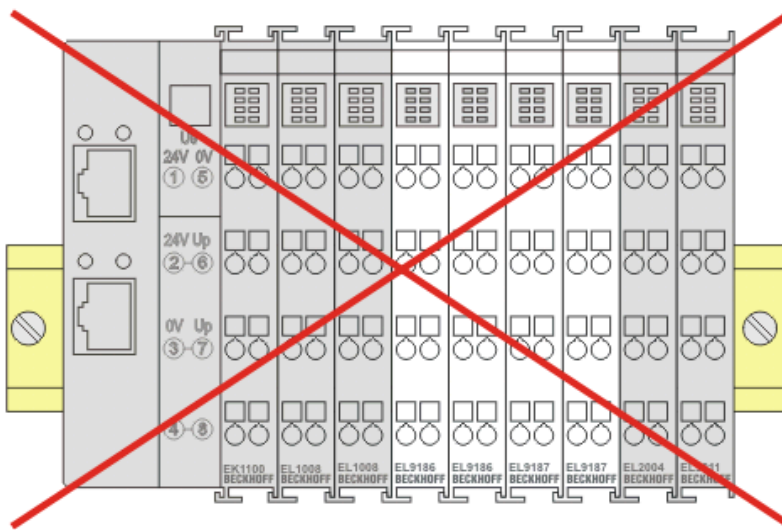 Us
24V 0V
1 5
24V Up
2-6
0V Up
3-7
4-8
EK1100 EL1008 EL1008 EL9186 EL9186 EL9187 EL9187 EL2004
BECKHOFF BECKHOFF BECKHOFF BECKHOFF BECKHOFF BECKHOFF BECKHOFF BECKHOFF BECKHOFF